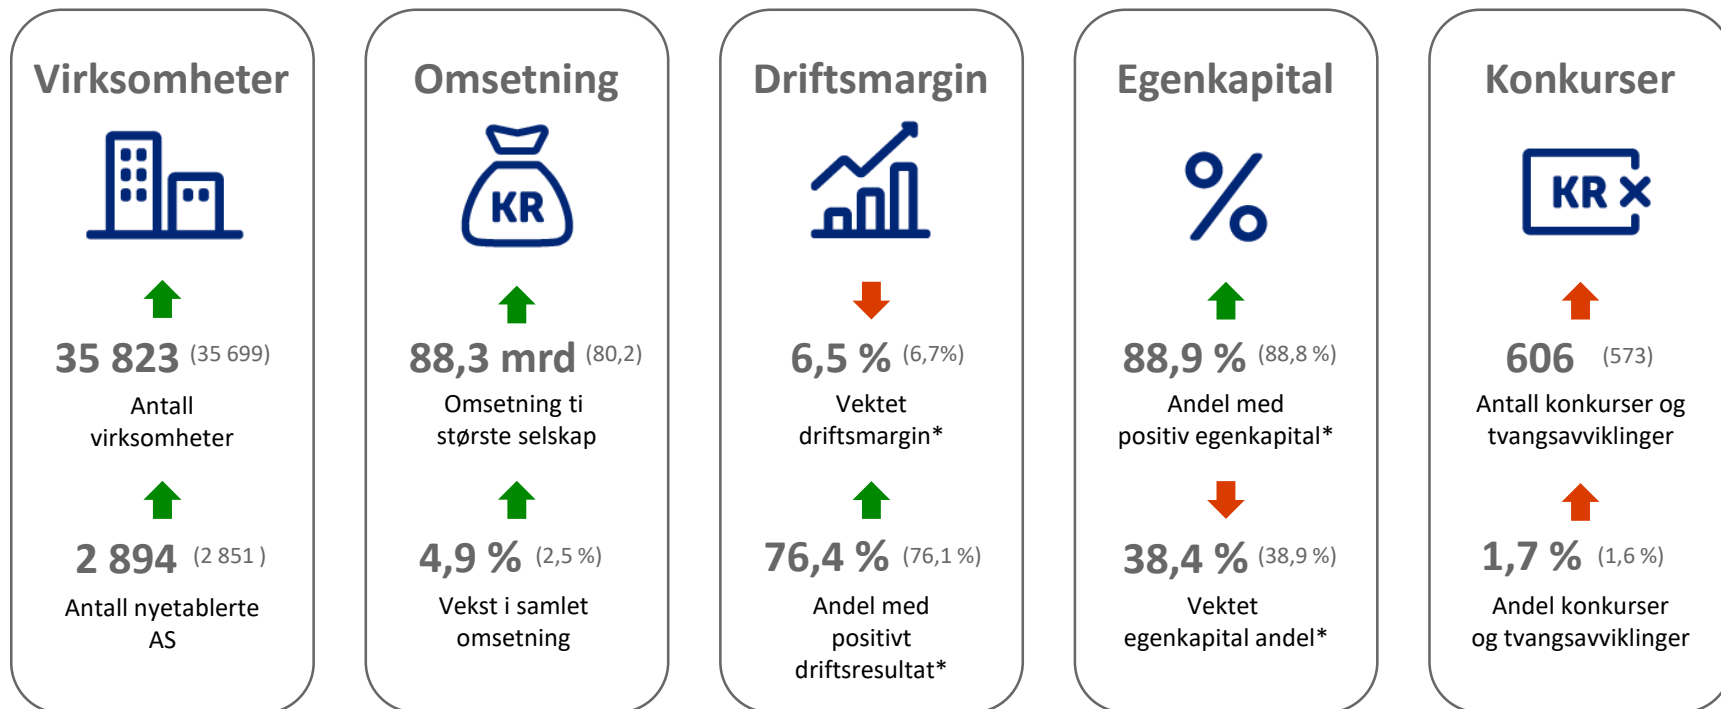 Virksomheter
35 823 (35 699)
Antall
virksomheter
2 894 (2 851 )
Antall nyetablerte
AS
Omsetning
KR
88,3 mrd (80,2)
Omsetning ti
største selskap
4,9 % (2,5 %)
Vekst i samlet
omsetning
Driftsmargin
6,5 % (6,7%)
Vektet
driftsmargin*
76,4 % (76,1 %)
Andel med
positivt
driftsresultat*
Egenkapital
%
88,9 % (88,8 %)
Andel med
positiv egenkapital*
38,4 % (38,9 %)
Vektet
egenkapital andel*
Konkurser
KR
606 (573)
Antall konkurser og
tvangsavviklinger
1,7 % (1,6 %)
Andel konkurser
og tvangsavviklinger